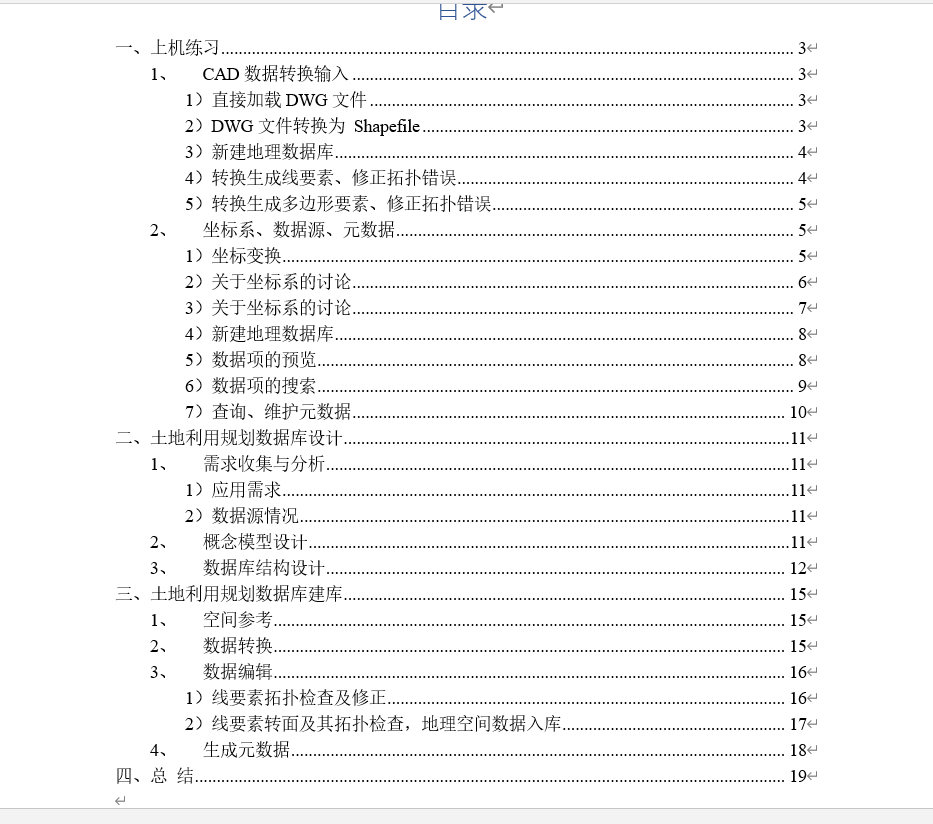 目录↵
一、上机练习........ 3↵
1、 CAD 数据转换输入........ 3↵
1）直接加载 DWG 文件........ 3↵
2）DWG 文件转换为 Shapefile........ 3↵
3）新建地理数据库........ 4↵
4）转换生成线要素、修正拓扑错误........ 4↵
5）转换生成多边形要素、修正拓扑错误........ 5↵
2、 坐标系、数据源、元数据........ 5↵
1）坐标变换........ 5↵
2）关于坐标系的讨论........ 6↵
3）关于坐标系的讨论........ 7↵
4）新建地理数据库........ 8↵
5）数据项的预览........ 8↵
6）数据项的搜索........ 9↵
7）查询、维护元数据........ 10↵
二、土地利用规划数据库设计........11↵
1、 需求收集与分析........11↵
1）应用需求........11↵
2）数据源情况........11↵
2、 概念模型设计........11↵
3、 数据库结构设计........ 12↵
三、土地利用规划数据库建库........ 15↵
1、 空间参考........ 15↵
2、 数据转换........ 15↵
3、 数据编辑........ 16↵
1）线要素拓扑检查及修正........ 16↵
2）线要素转面及其拓扑检查，地理空间数据入库........ 17↵
4、 生成元数据........ 18↵
四、总 结........ 19↵
↵